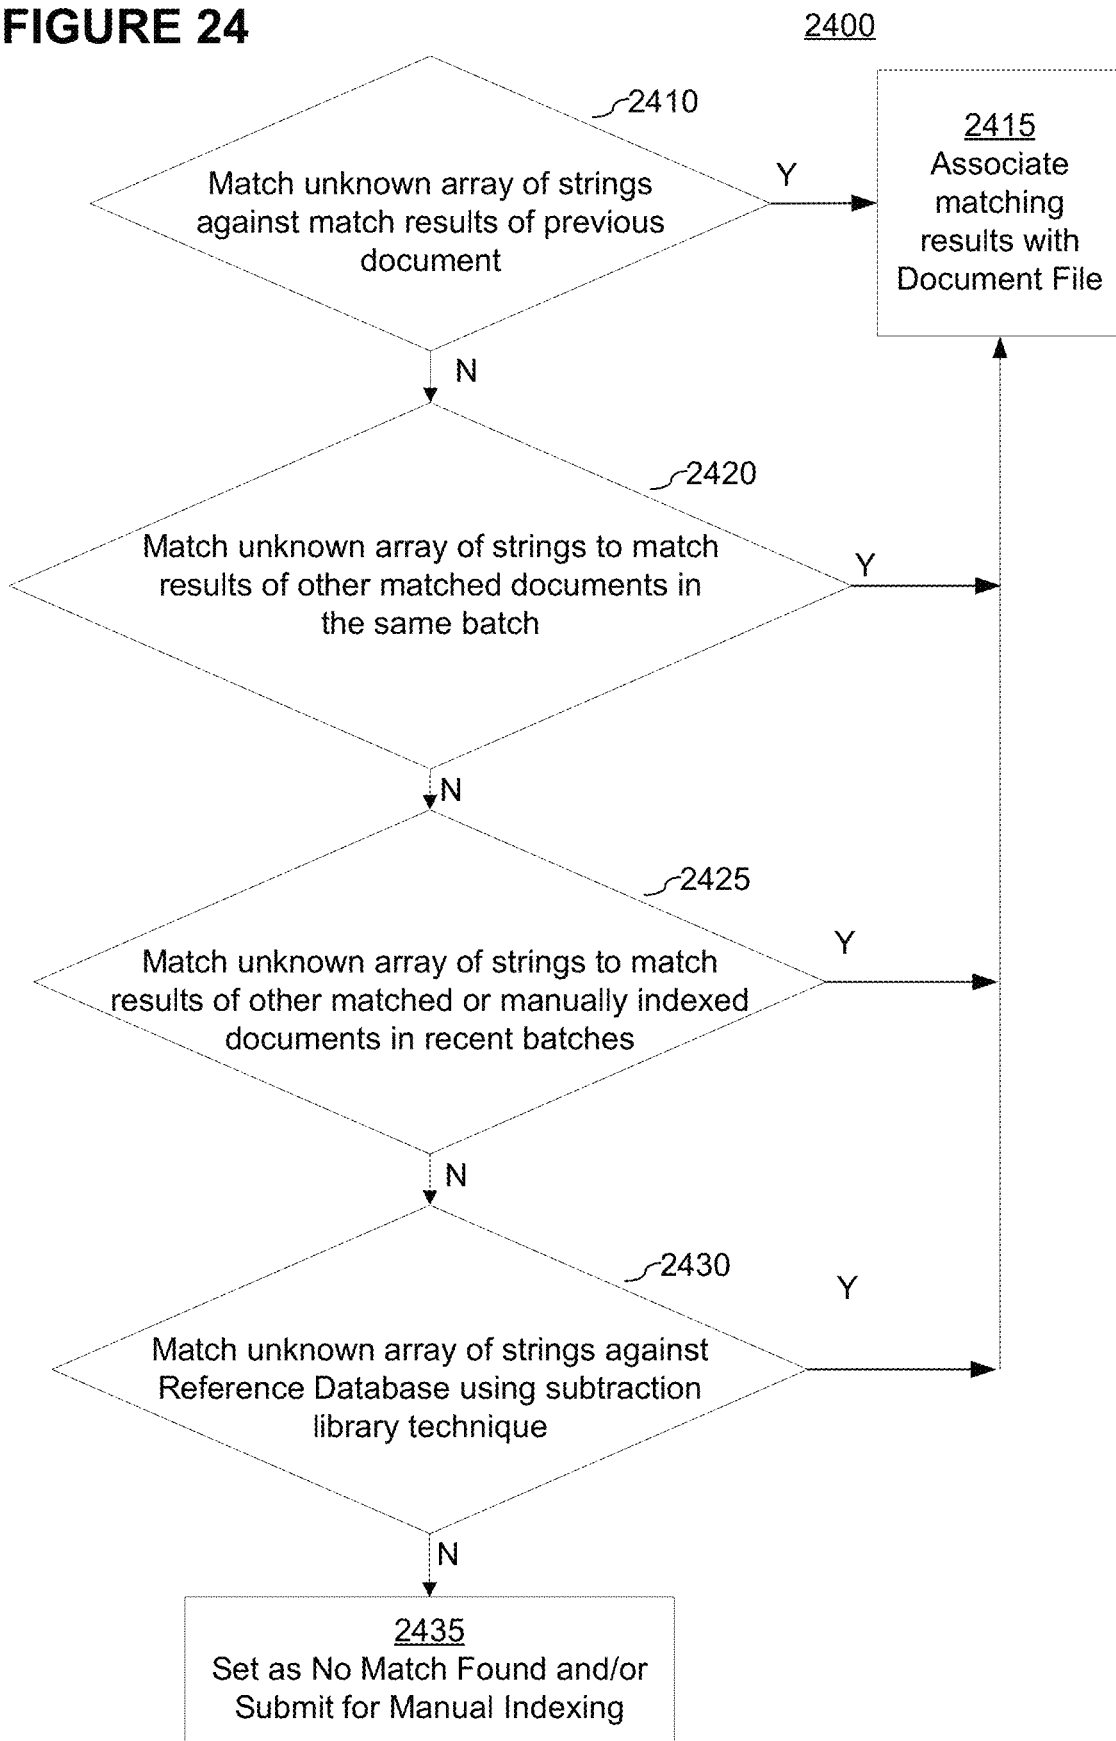 FIGURE 24
2400
2410
Match unknown array of strings
against match results of previous
document
Y
2415
Associate
matching
results with
Document File
N
2420
Match unknown array of strings to match
results of other matched documents in
the same batch
Y
N
2425
Match unknown array of strings to match
results of other matched or manually indexed
documents in recent batches
Y
N
2430
Match unknown array of strings against
Reference Database using subtraction
library technique
Y
N
2435
Set as No Match Found and/or
Submit for Manual Indexing